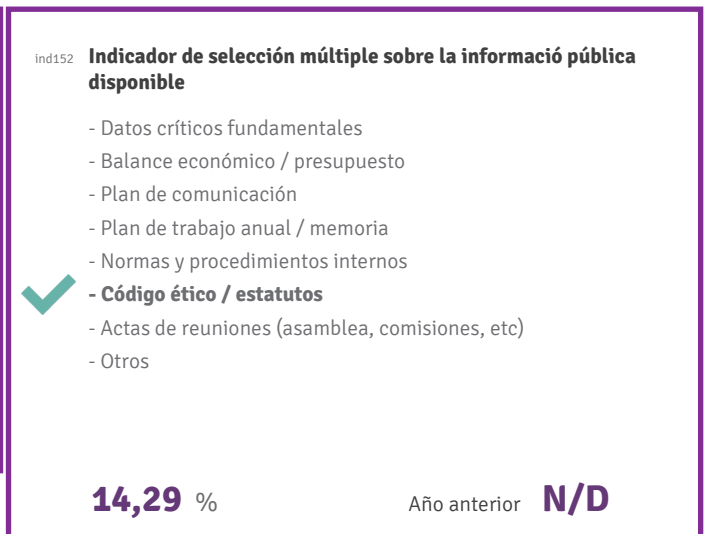 ind152 Indicador de selección múltiple sobre la informació pública
disponible
- Datos críticos fundamentales
- Balance económico / presupuesto
- Plan de comunicación
- Plan de trabajo anual / memoria
- Normas y procedimientos internos
- Código ético / estatutos
- Actas de reuniones (asamblea, comisiones, etc)
- Otros
14,29 % Año anterior N/D